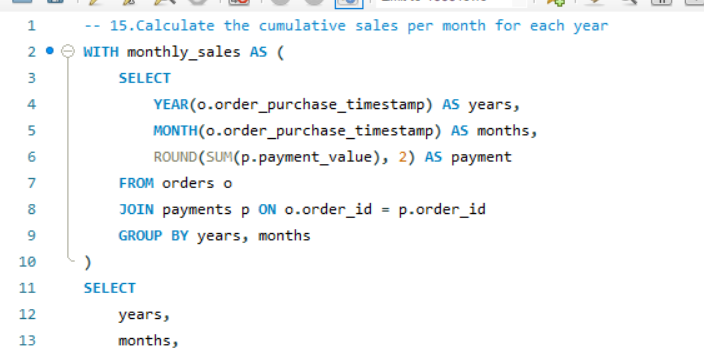 1 -- 15.Calculate the cumulative sales per month for each year
2 WITH monthly_sales AS (
3 SELECT
4 YEAR(o.order_purchase_timestamp) AS years,
5 MONTH(o.order_purchase_timestamp) AS months,
6 ROUND(SUM(p.payment_value), 2) AS payment
7 FROM orders o
8 JOIN payments p ON o.order_id = p.order_id
9 GROUP BY years, months
10 )
11 SELECT
12 years,
13 months,